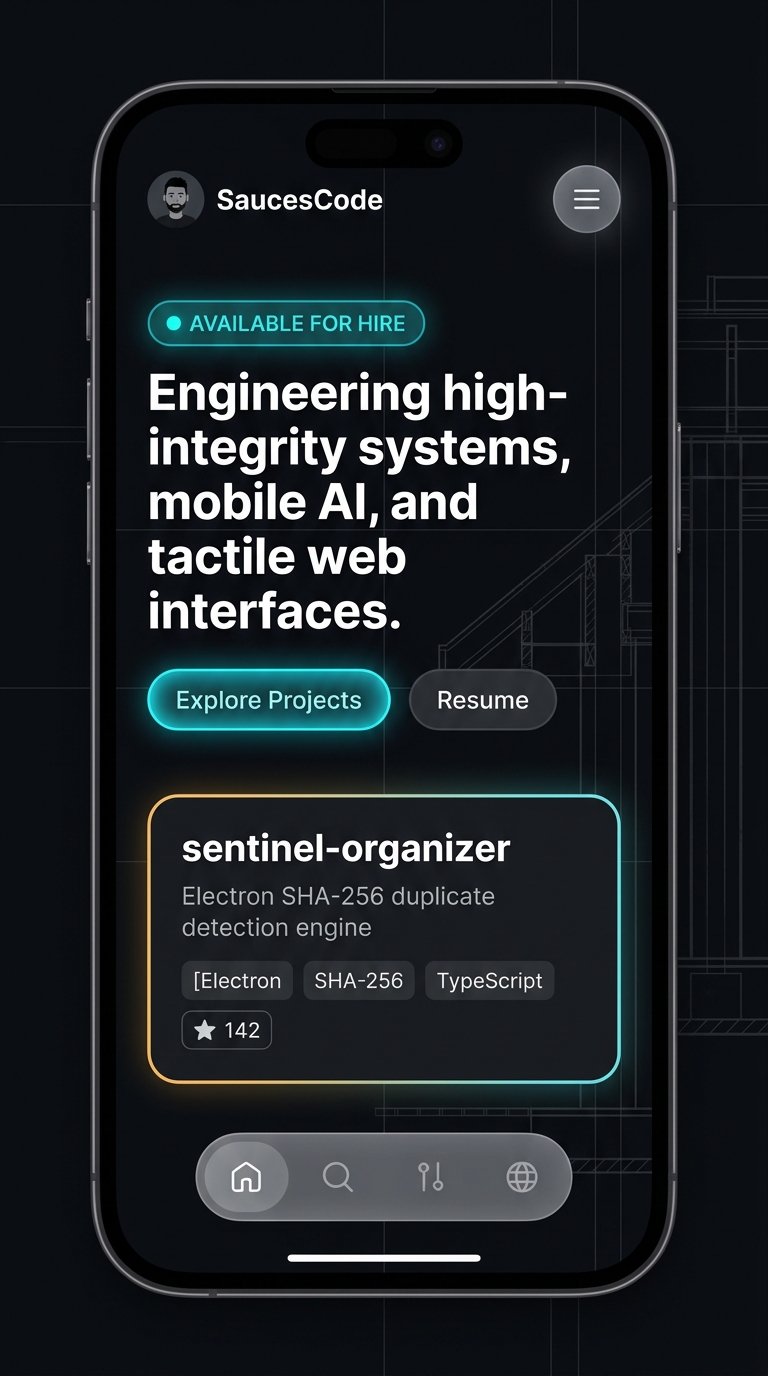 SaucesCode
AVAILABLE FOR HIRE
Engineering high-
integrity systems,
mobile AI, and
tactile web
interfaces.
Explore Projects
Resume
sentinel-organizer
Electron SHA-256 duplicate
detection engine
[Electron
SHA-256
TypeScript
142